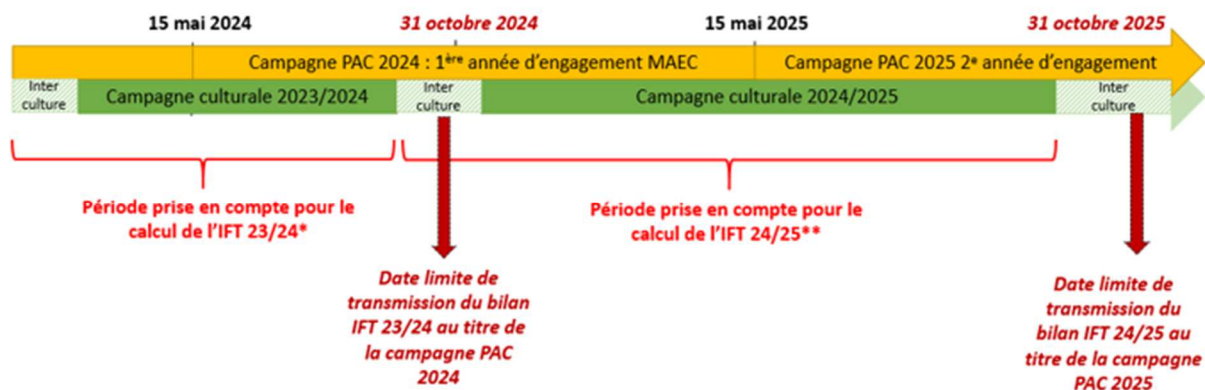 15 mai 2024
31 octobre 2024
15 mai 2025
31 octobre 2025
Campagne PAC 2024 : 1ère année d'engagement MAEC
Campagne PAC 2025 2e année d'engagement
Inter
culture
Campagne culturale 2023/2024
Inter
culture
Campagne culturale 2024/2025
Inter
culture
Période prise en compte pour le
calcul de l'IFT 23/24*
Période prise en compte pour le
calcul de l'IFT 24/25**
Date limite de
transmission du bilan
IFT 23/24 au titre de
la campagne PAC
2024
Date limite de
transmission du
bilan IFT 24/25 au
titre de la campagne
PAC 2025